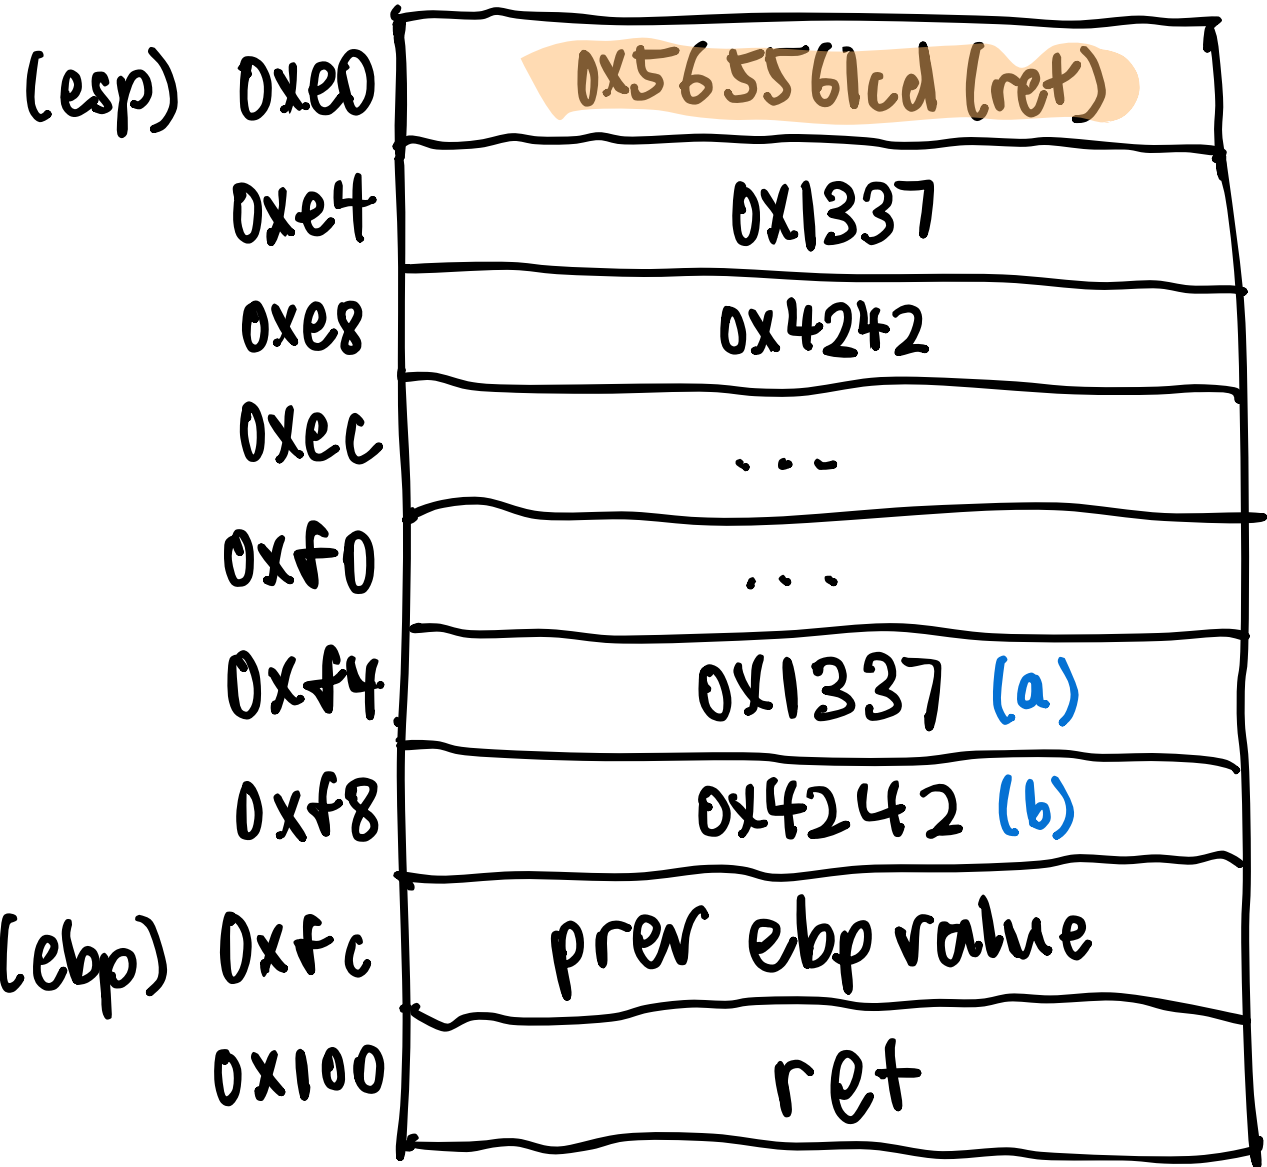 (esp) 0xe0 0x565561cd (ret)
0xe4 0x1337
0xe8 0x4242
0xec ...
0xf0 ...
0xf4 0x1337 (a)
0xf8 0x4242 (b)
(ebp) 0xfc prev ebp value
0x100 ret